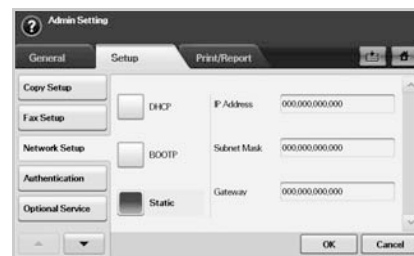 Admin Setting
General Setup Print/Report
Copy Setup
Fax Setup
Network Setup
Authentication
Optional Service
DHCP
BOOTP
Static
IP Address 000,000,000,000
Subnet Mask 000,000,000,000
Gateway 000,000,000,000
OK Cancel